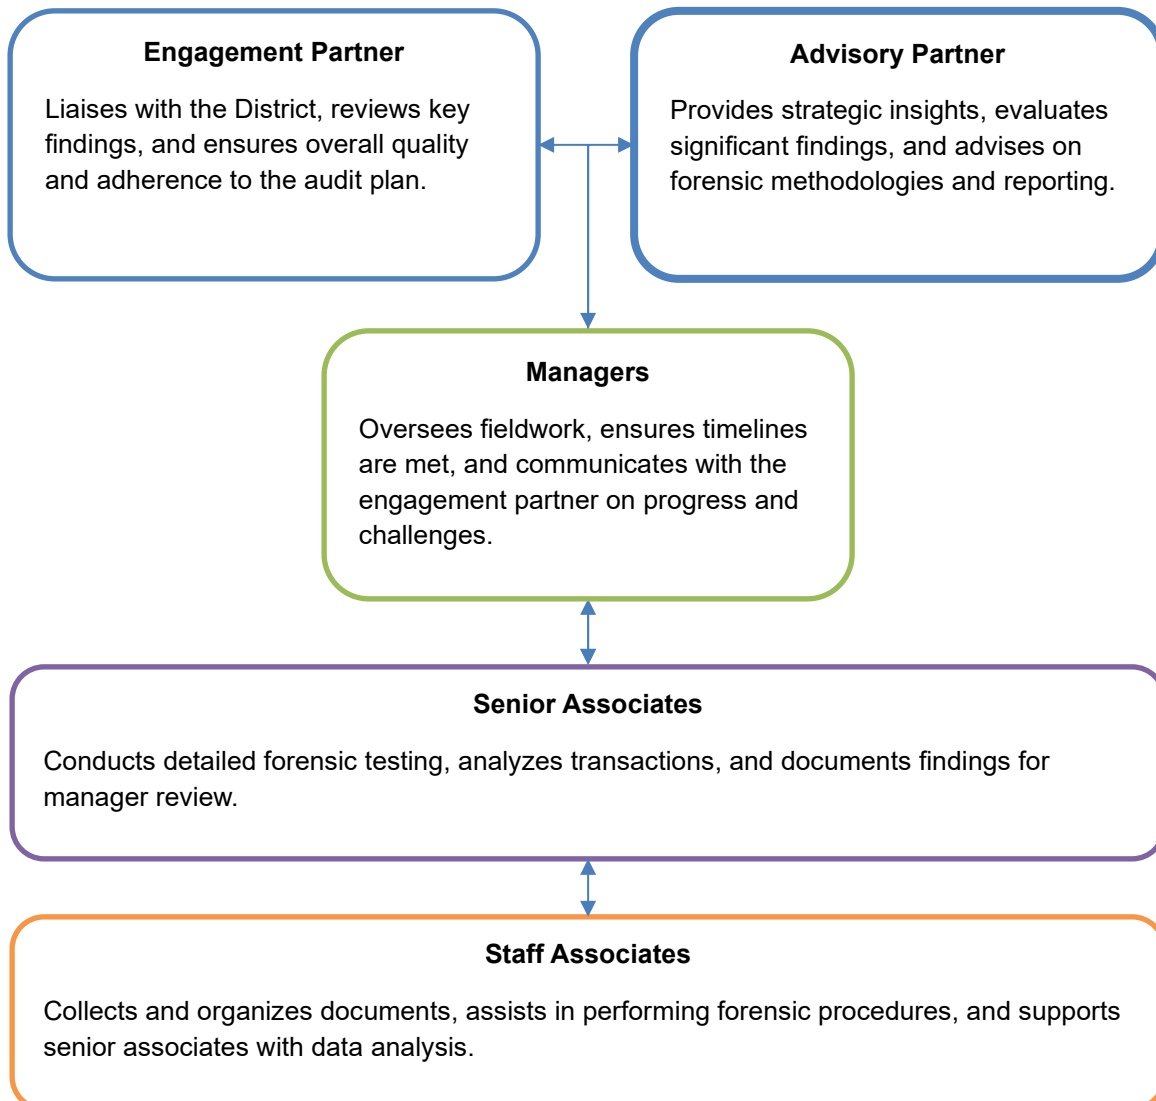 Engagement Partner
Liaises with the District, reviews key
findings, and ensures overall quality
and adherence to the audit plan.
Advisory Partner
Provides strategic insights, evaluates
significant findings, and advises on
forensic methodologies and reporting.
Managers
Oversees fieldwork, ensures timelines
are met, and communicates with the
engagement partner on progress and
challenges.
Senior Associates
Conducts detailed forensic testing, analyzes transactions, and documents findings for
manager review.
Staff Associates
Collects and organizes documents, assists in performing forensic procedures, and supports
senior associates with data analysis.